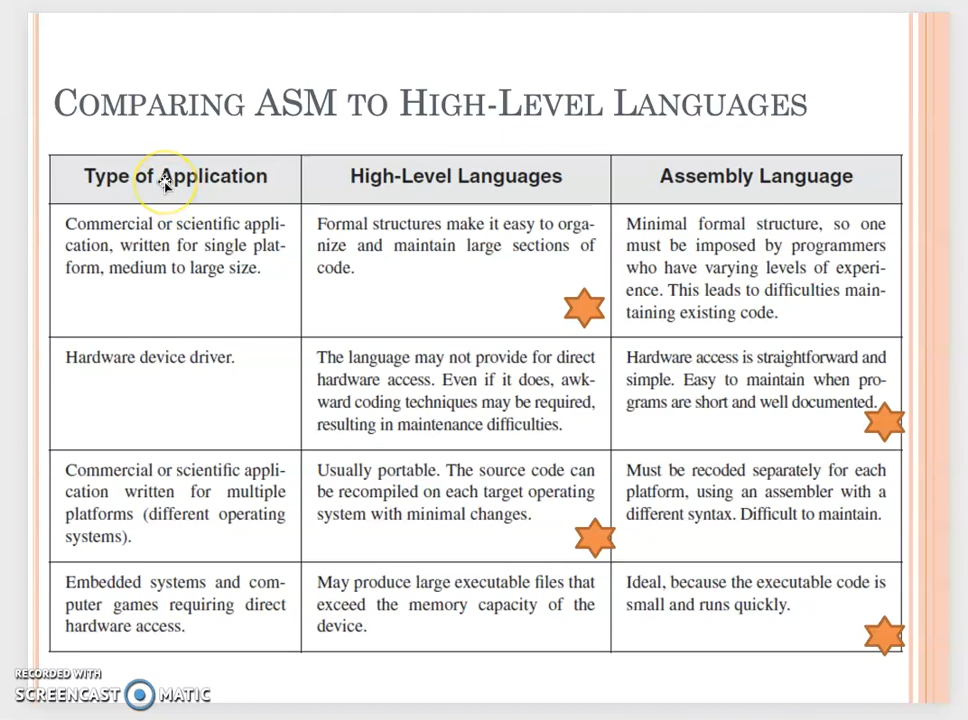 COMPARING ASM TO HIGH-LEVEL LANGUAGES
Type of Application
High-Level Languages
Assembly Language
Commercial or scientific appli-
cation, written for single plat-
form, medium to large size.
Formal structures make it easy to orga-
nize and maintain large sections of
code.
Minimal formal structure, so one
must be imposed by programmers
who have varying levels of experi-
ence. This leads to difficulties main-
taining existing code.
Hardware device driver.
The language may not provide for direct
hardware access. Even if it does, awk-
ward coding techniques may be required,
resulting in maintenance difficulties.
Hardware access is straightforward and
simple. Easy to maintain when pro-
grams are short and well documented.
Commercial or scientific appli-
cation written for multiple
platforms (different operating
systems).
Usually portable. The source code can
be recompiled on each target operating
system with minimal changes.
Must be recoded separately for each
platform, using an assembler with a
different syntax. Difficult to maintain.
Embedded systems and com-
puter games requiring direct
hardware access.
May produce large executable files that
exceed the memory capacity of the
device.
Ideal, because the executable code is
small and runs quickly.
RECORDED WITH
SCREENCAST MATIC